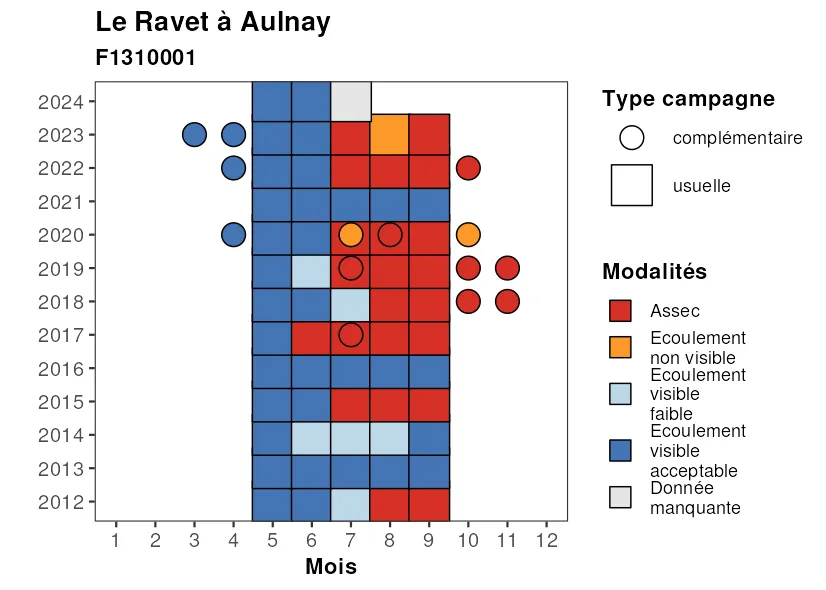 Le Ravet à Aulnay
F1310001
2024
2023
2022
2021
2020
2019
2018
2017
2016
2015
2014
2013
2012
1 2 3 4 5 6 7 8 9 10 11 12
Mois
Type campagne
complémentaire
usuelle
Modalités
Assec
Ecoulement
non visible
Ecoulement
visible
faible
Ecoulement
visible
acceptable
Donnée
manquante